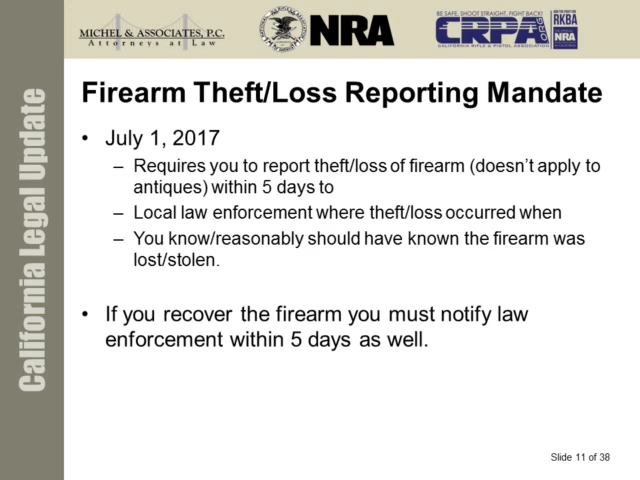 MICHEL & ASSOCIATES, P.C.
Attorneys at Law
NRA
BE SAFE, SHOOT STRAIGHT, FIGHT BACK!
CRPA.ORG
CALIFORNIA RIFLE & PISTOL ASSOCIATION
RKBA
NRA
California Legal Update
Firearm Theft/Loss Reporting Mandate
• July 1, 2017
– Requires you to report theft/loss of firearm (doesn’t apply to
antiques) within 5 days to
– Local law enforcement where theft/loss occurred when
– You know/reasonably should have known the firearm was
lost/stolen.
• If you recover the firearm you must notify law
enforcement within 5 days as well.
Slide 11 of 38